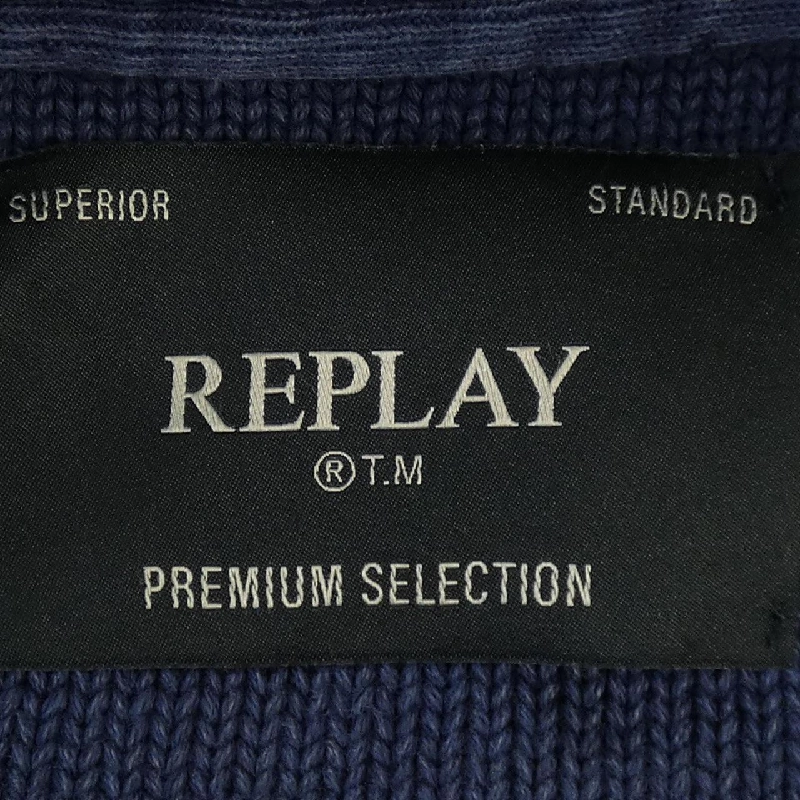 SUPERIOR STANDARD
REPLAY
® T.M
PREMIUM SELECTION